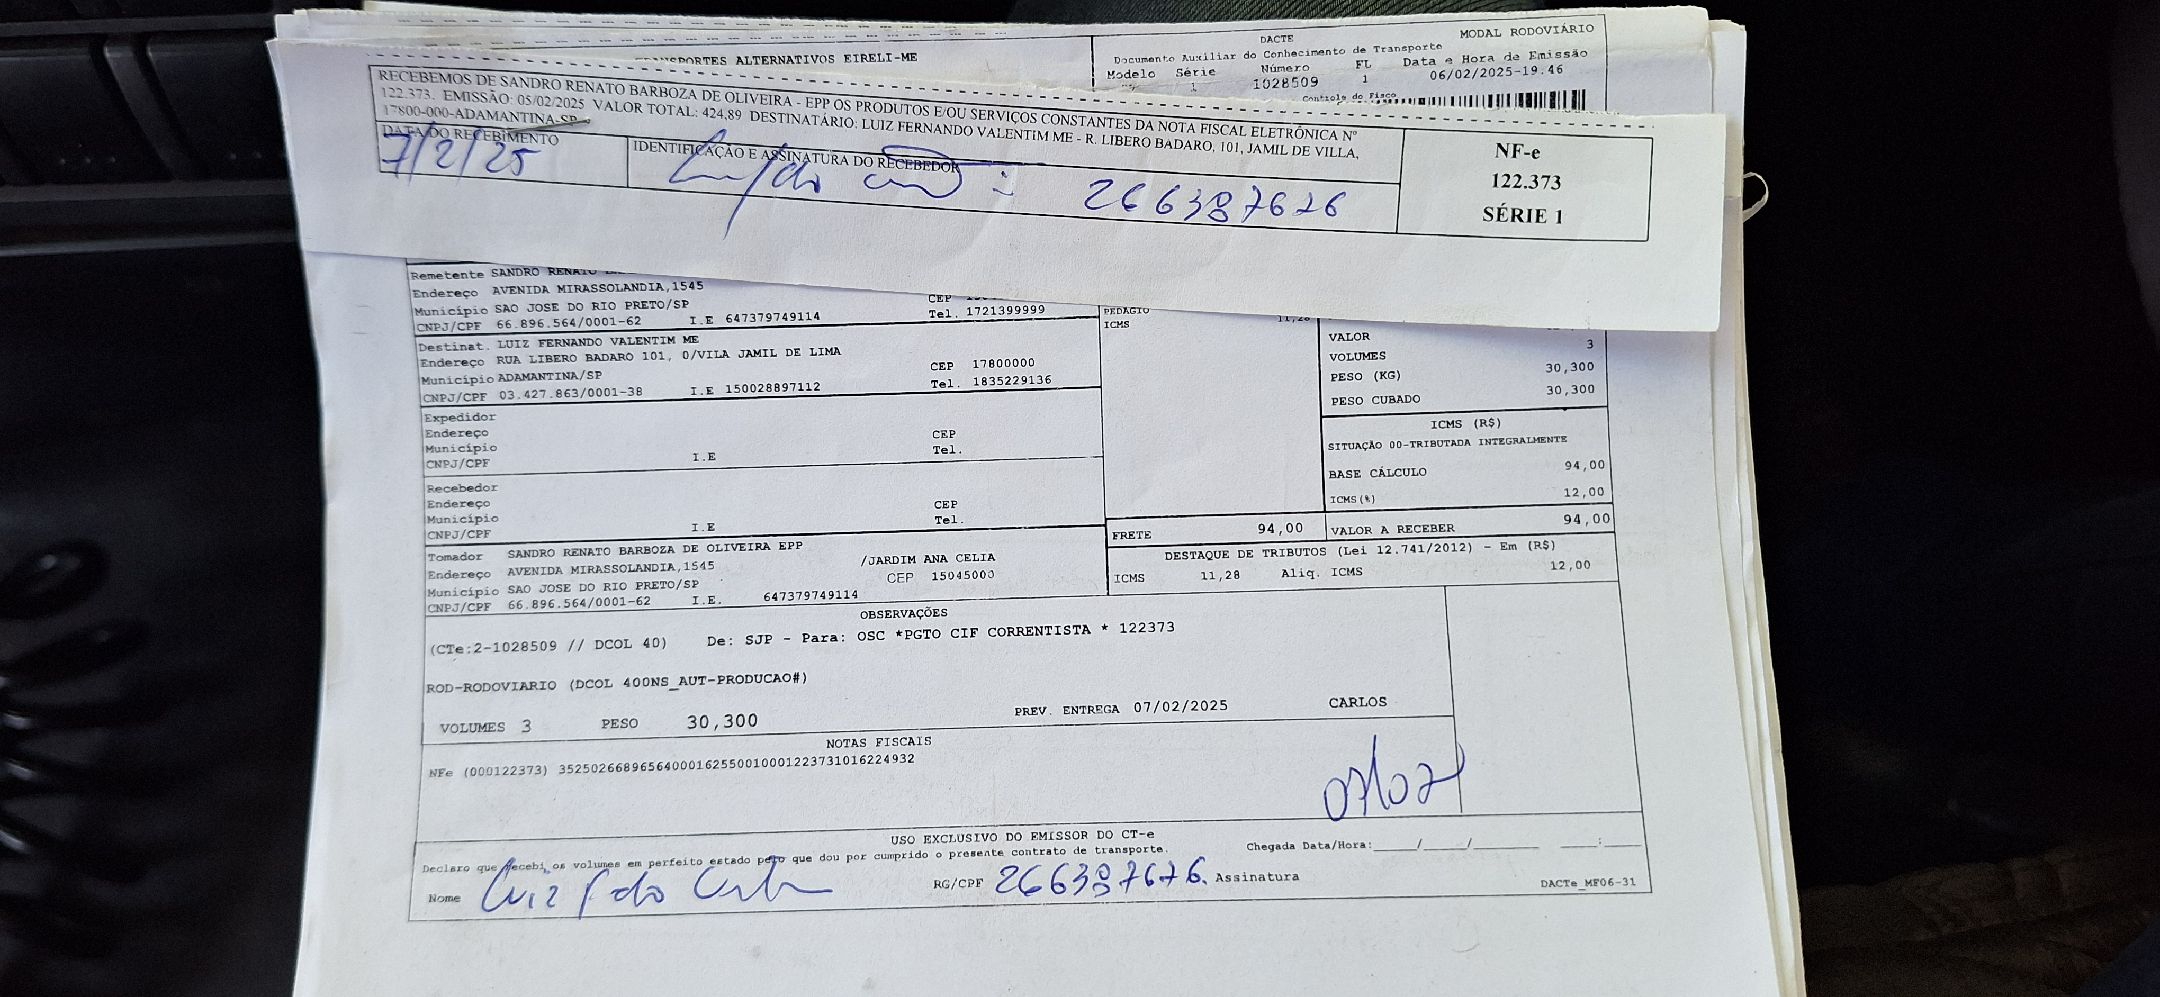 TRANSPORTES ALTERNATIVOS EIRELI-ME
DACTE
MODAL RODOVIÁRIO
Documento Auxiliar do Conhecimento de Transporte
Modelo Série Número FL Data e Hora de Emissão
1 1028509 1 06/02/2025-19.46
Controle do Fisco
RECEBEMOS DE SANDRO RENATO BARBOZA DE OLIVEIRA - EPP OS PRODUTOS E/OU SERVIÇOS CONSTANTES DA NOTA FISCAL ELETRÔNICA Nº
122.373. EMISSÃO: 05/02/2025 VALOR TOTAL: 424,89 DESTINATÁRIO: LUIZ FERNANDO VALENTIM ME - R. LIBERO BADARO, 101, JAMIL DE VILLA,
17800-000-ADAMANTINA-SP
DATA DO RECEBIMENTO
7/2/25
IDENTIFICAÇÃO E ASSINATURA DO RECEBEDOR
266387676
NF-e
122.373
SÉRIE 1
Remetente SANDRO RENATO
Endereço AVENIDA MIRASSOLANDIA,1545 CEP
Município SAO JOSE DO RIO PRETO/SP Tel. 1721399999
CNPJ/CPF 66.896.564/0001-62 I.E 647379749114
Destinat. LUIZ FERNANDO VALENTIM ME
Endereço RUA LIBERO BADARO 101, 0/VILA JAMIL DE LIMA
Município ADAMANTINA/SP CEP 17800000
CNPJ/CPF 03.427.863/0001-38 I.E 150028897112 Tel. 1835229136
Expedidor
Endereço CEP
Município Tel.
CNPJ/CPF I.E
Recebedor
Endereço CEP
Município Tel.
CNPJ/CPF I.E
Tomador SANDRO RENATO BARBOZA DE OLIVEIRA EPP
Endereço AVENIDA MIRASSOLANDIA,1545 /JARDIM ANA CELIA
Município SAO JOSE DO RIO PRETO/SP CEP 15045000
CNPJ/CPF 66.896.564/0001-62 I.E. 647379749114
PEDAGIO
ICMS 11,28
VALOR
VOLUMES 3
PESO (KG) 30,300
PESO CUBADO 30,300
ICMS (R$)
SITUAÇÃO 00-TRIBUTADA INTEGRALMENTE
BASE CÁLCULO 94,00
ICMS(%) 12,00
FRETE 94,00 VALOR A RECEBER 94,00
DESTAQUE DE TRIBUTOS (Lei 12.741/2012) - Em (R$)
ICMS 11,28 Aliq. ICMS 12,00
OBSERVAÇÕES
(CTe:2-1028509 // DCOL 40) De: SJP - Para: OSC *PGTO CIF CORRENTISTA * 122373
ROD-RODOVIARIO (DCOL 400NS_AUT-PRODUCAO#)
VOLUMES 3 PESO 30,300 PREV. ENTREGA 07/02/2025 CARLOS
NOTAS FISCAIS
NFe (000122373) 35250266896564000162550010001223731016224932
07/02
USO EXCLUSIVO DO EMISSOR DO CT-e
Declaro que recebi os volumes em perfeito estado pelo que dou por cumprido o presente contrato de transporte. Chegada Data/Hora:_____/_____/_______ ____:____
Nome Luiz RG/CPF 266387676. Assinatura
DACTe_MF06-31